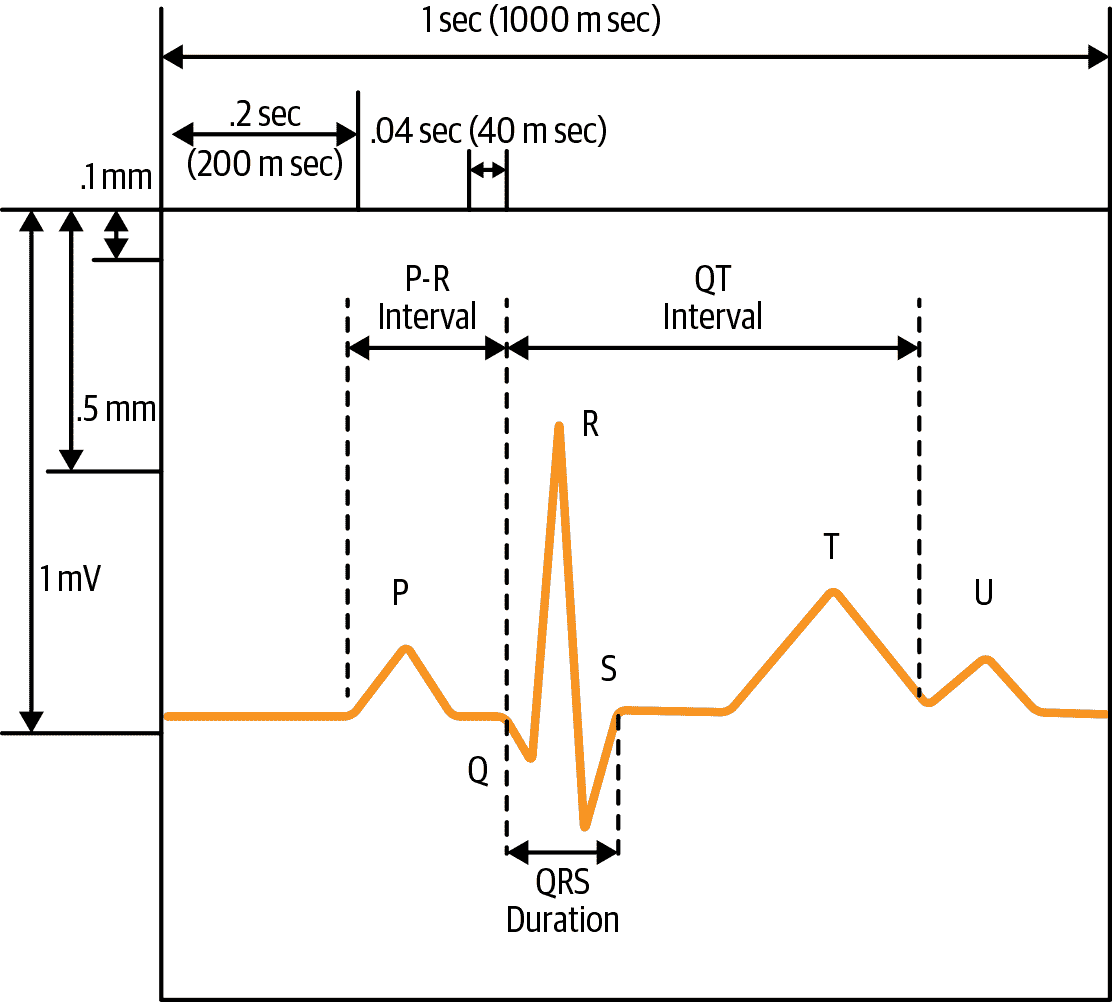 1 sec (1000 m sec)
.2 sec
(200 m sec)
.04 sec (40 m sec)
.1 mm
P-R
Interval
QT
Interval
.5 mm
R
1 mV
P
T
U
S
Q
QRS
Duration